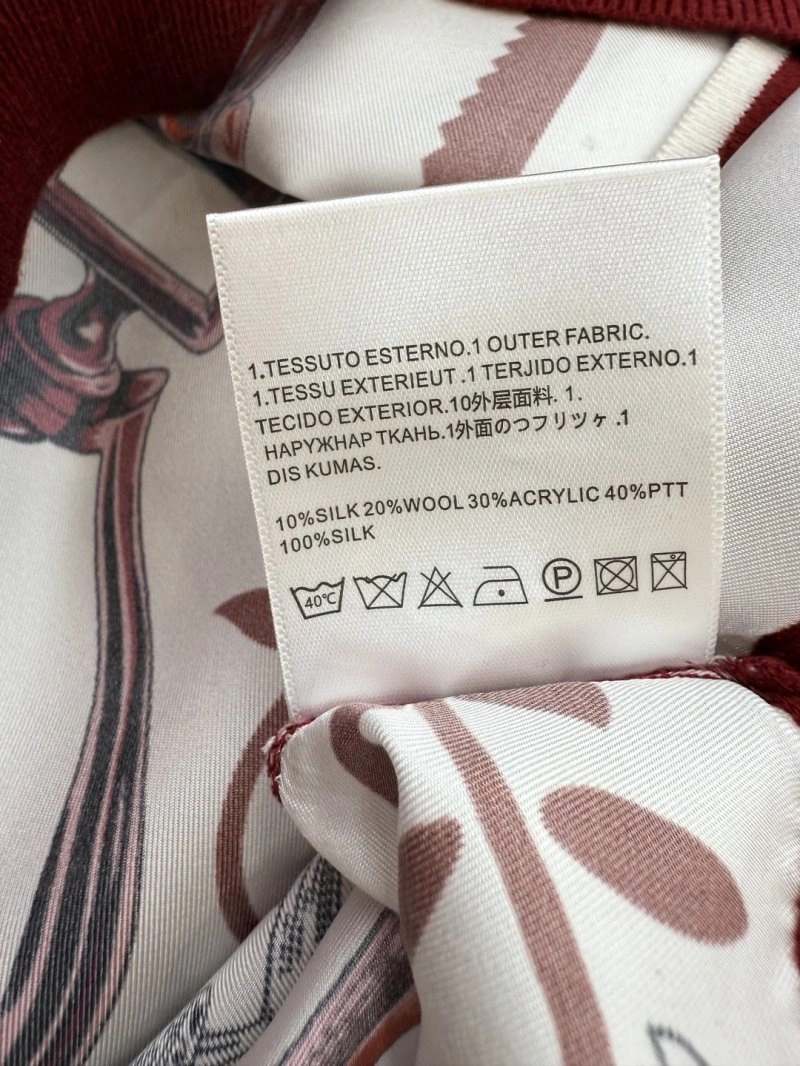 1.TESSUTO ESTERNO.1 OUTER FABRIC.
1.TESSU EXTERIEUT .1 TERJIDO EXTERNO.1
TECIDO EXTERIOR.10外层面料. 1.
НАРУЖНАР ТКАНЬ.1外面のつフリツヶ .1
DIS KUMAS.
10%SILK 20%WOOL 30%ACRYLIC 40%PTT
100%SILK
40℃ P